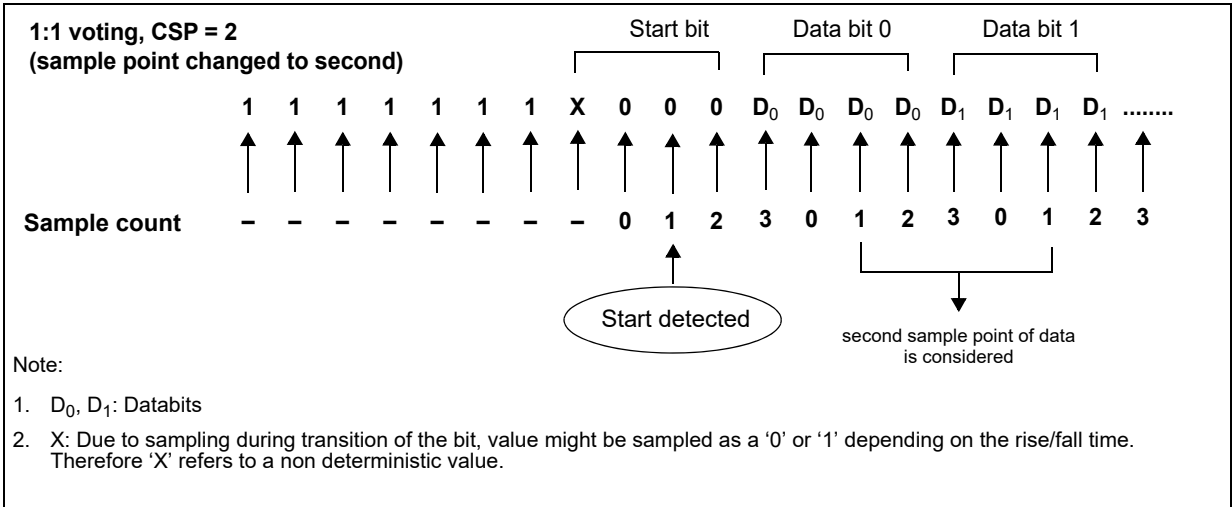 1:1 voting, CSP = 2 Start bit Data bit 0 Data bit 1
(sample point changed to second)
1 1 1 1 1 1 1 X 0 0 0 D₀ D₀ D₀ D₀ D₁ D₁ D₁ D₁ ........
Sample count – – – – – – – – 0 1 2 3 0 1 2 3 0 1 2 3
Start detected
second sample point of data
is considered
Note:
1. D₀, D₁: Databits
2. X: Due to sampling during transition of the bit, value might be sampled as a ‘0’ or ‘1’ depending on the rise/fall time.
Therefore ‘X’ refers to a non deterministic value.